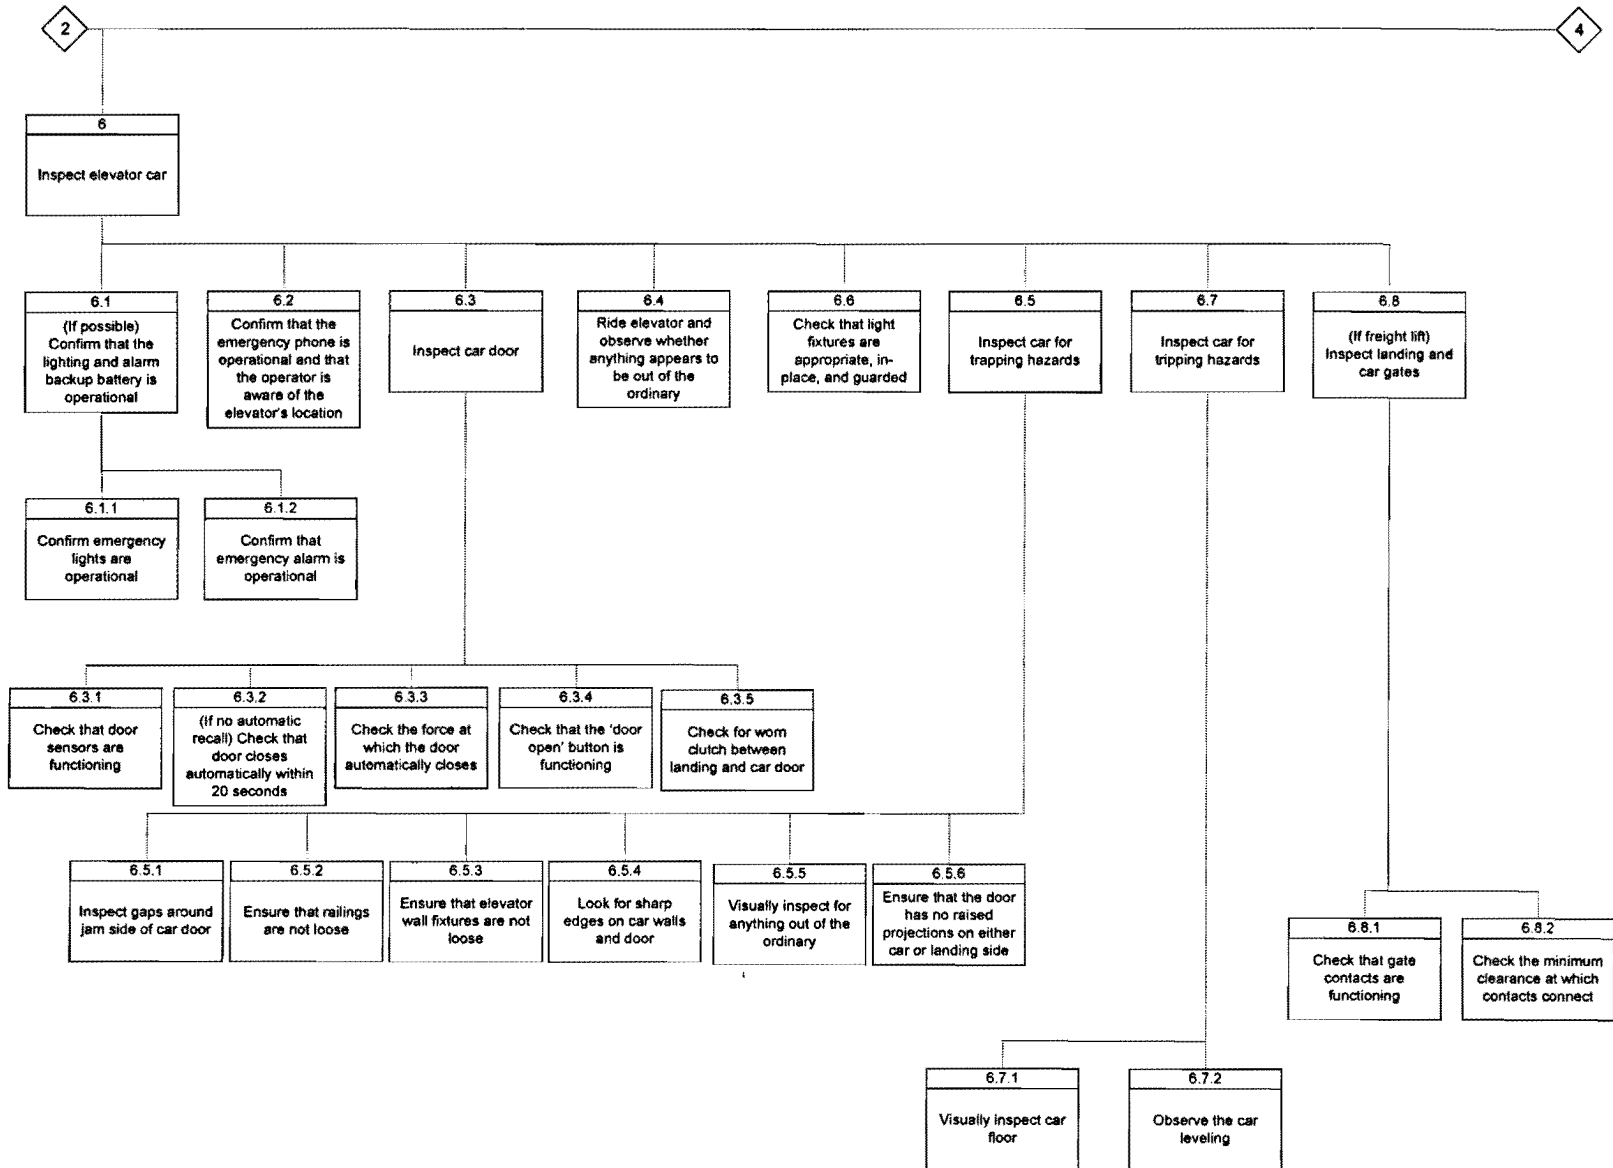 2
4
6
Inspect elevator car
6.1
(If possible)
Confirm that the
lighting and alarm
backup battery is
operational
6.2
Confirm that the
emergency phone is
operational and that
the operator is
aware of the
elevator's location
6.3
Inspect car door
6.4
Ride elevator and
observe whether
anything appears to
be out of the
ordinary
6.6
Check that light
fixtures are
appropriate, in-
place, and guarded
6.5
Inspect car for
trapping hazards
6.7
Inspect car for
tripping hazards
6.8
(If freight lift)
Inspect landing and
car gates
6.1.1
Confirm emergency
lights are
operational
6.1.2
Confirm that
emergency alarm is
operational
6.3.1
Check that door
sensors are
functioning
6.3.2
(If no automatic
recall) Check that
door closes
automatically within
20 seconds
6.3.3
Check the force at
which the door
automatically closes
6.3.4
Check that the 'door
open' button is
functioning
6.3.5
Check for worn
clutch between
landing and car door
6.5.1
Inspect gaps around
jam side of car door
6.5.2
Ensure that railings
are not loose
6.5.3
Ensure that elevator
wall fixtures are not
loose
6.5.4
Look for sharp
edges on car walls
and door
6.5.5
Visually inspect for
anything out of the
ordinary
6.5.6
Ensure that the door
has no raised
projections on either
car or landing side
6.8.1
Check that gate
contacts are
functioning
6.8.2
Check the minimum
clearance at which
contacts connect
6.7.1
Visually inspect car
floor
6.7.2
Observe the car
leveling